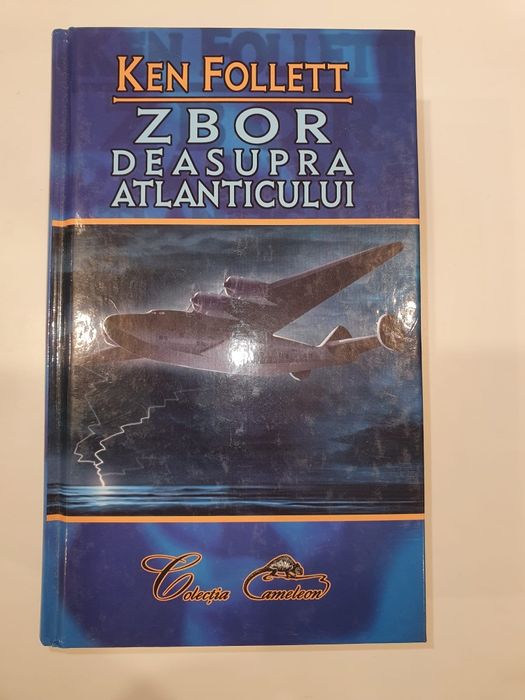 KEN FOLLETT
ZBOR
DEASUPRA
ATLANTICULUI
Colecția Cameleon